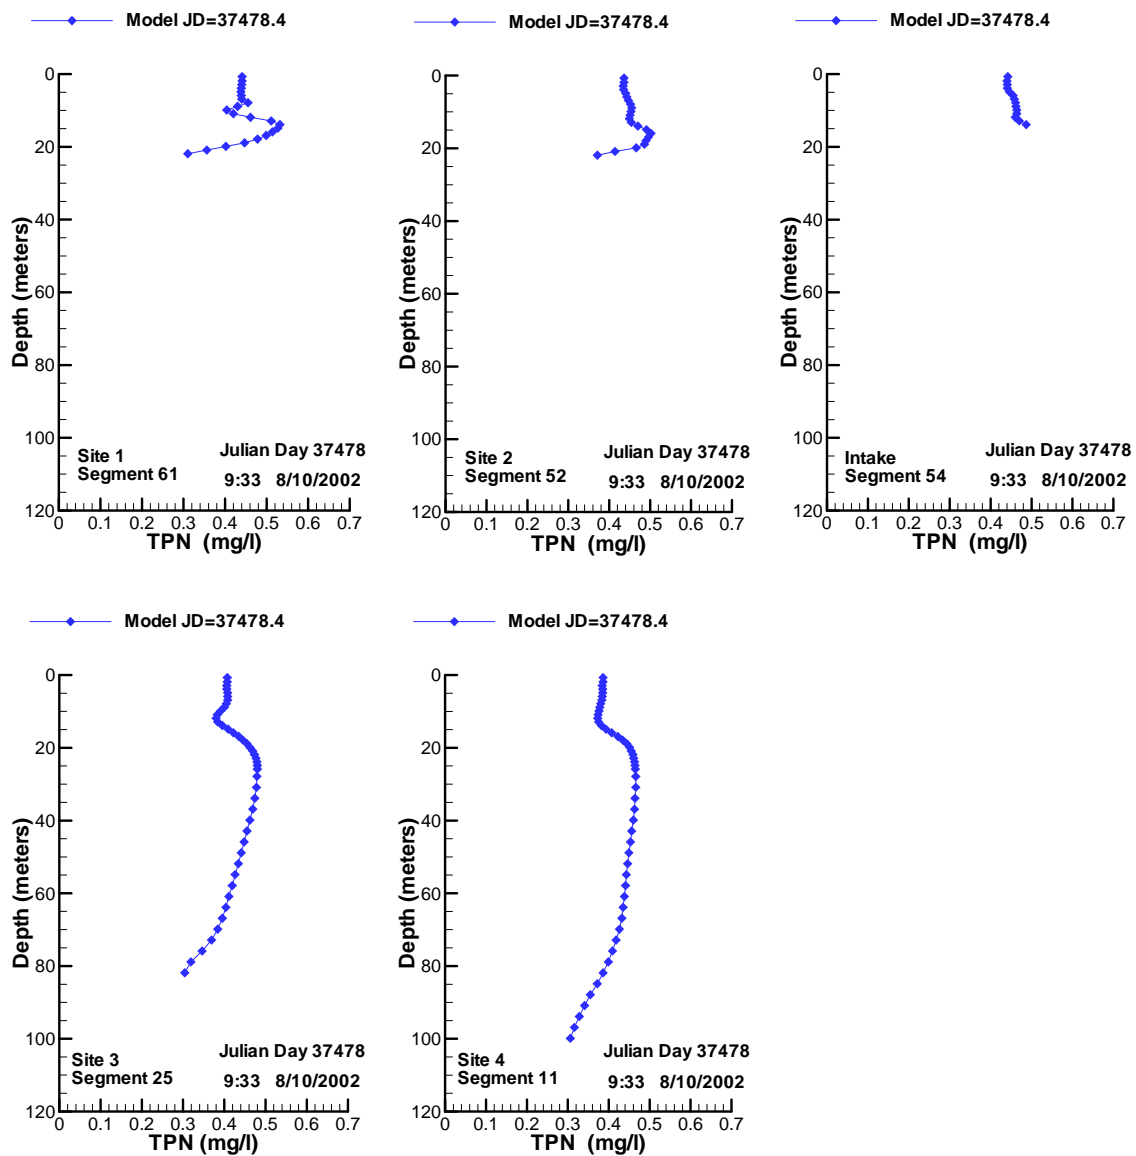 Model JD=37478.4
0
20
40
60
80
100
120
Depth (meters)
Site 1
Segment 61
Julian Day 37478
9:33 8/10/2002
0 0.1 0.2 0.3 0.4 0.5 0.6 0.7
TPN (mg/l)
Model JD=37478.4
0
20
40
60
80
100
120
Depth (meters)
Site 2
Segment 52
Julian Day 37478
9:33 8/10/2002
0 0.1 0.2 0.3 0.4 0.5 0.6 0.7
TPN (mg/l)
Model JD=37478.4
0
20
40
60
80
100
120
Depth (meters)
Intake
Segment 54
Julian Day 37478
9:33 8/10/2002
0 0.1 0.2 0.3 0.4 0.5 0.6 0.7
TPN (mg/l)
Model JD=37478.4
0
20
40
60
80
100
120
Depth (meters)
Site 3
Segment 25
Julian Day 37478
9:33 8/10/2002
0 0.1 0.2 0.3 0.4 0.5 0.6 0.7
TPN (mg/l)
Model JD=37478.4
0
20
40
60
80
100
120
Depth (meters)
Site 4
Segment 11
Julian Day 37478
9:33 8/10/2002
0 0.1 0.2 0.3 0.4 0.5 0.6 0.7
TPN (mg/l)